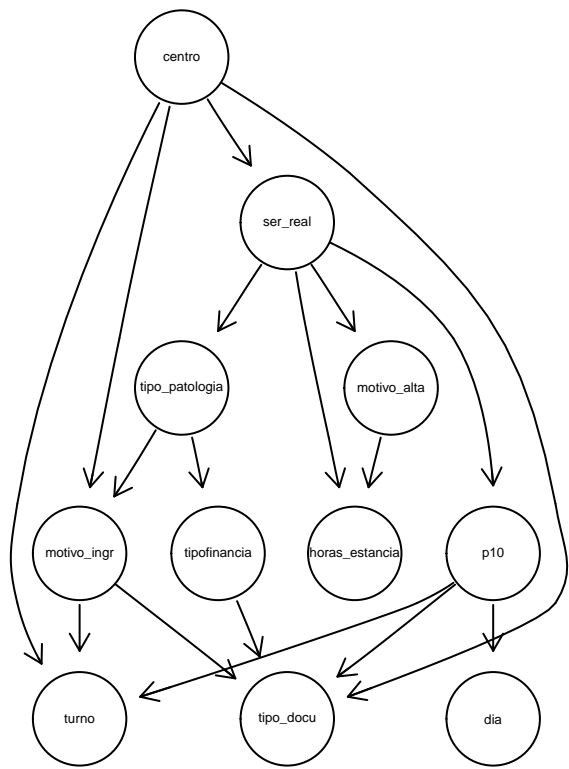 centro
ser_real
tipo_patologia
motivo_alta
motivo_ingr
tipofinancia
horas_estancia
p10
turno
tipo_docu
dia